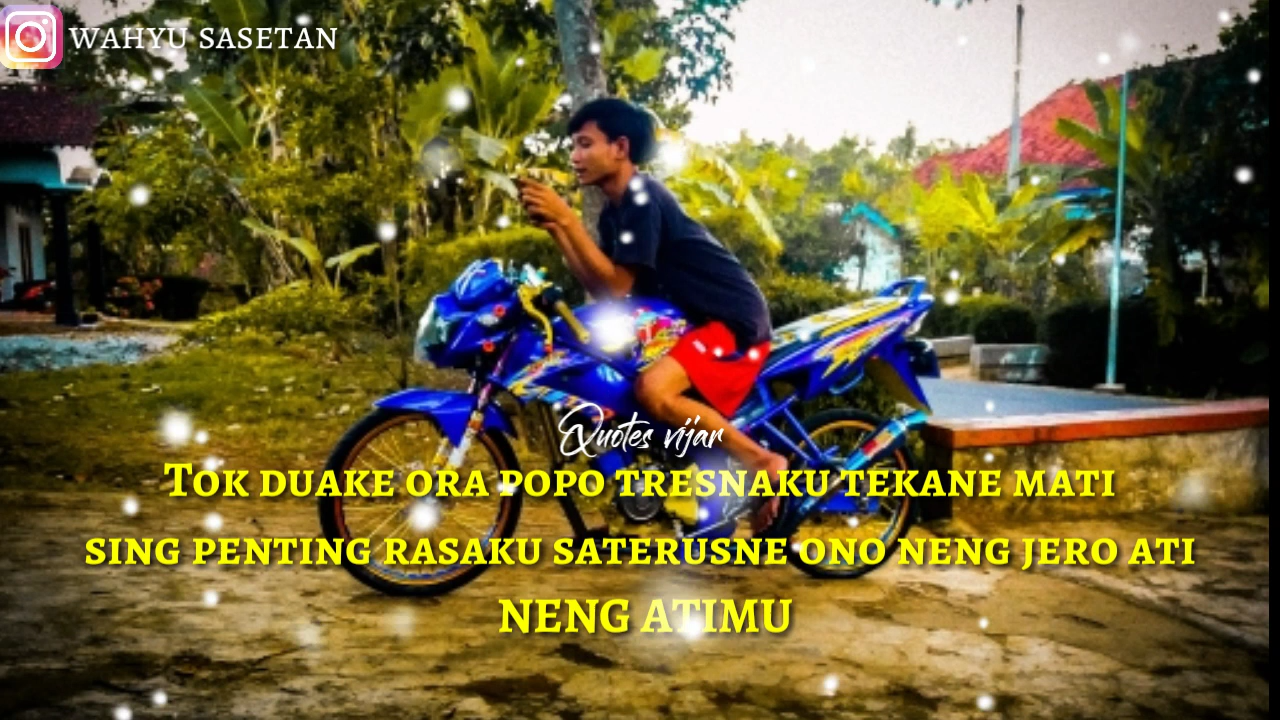 WAHYU SASETAN
Quotes vijar
Tok duake ora popo tresnaku tekane mati
sing penting rasaku saterusne ono neng jero ati
NENG ATIMU